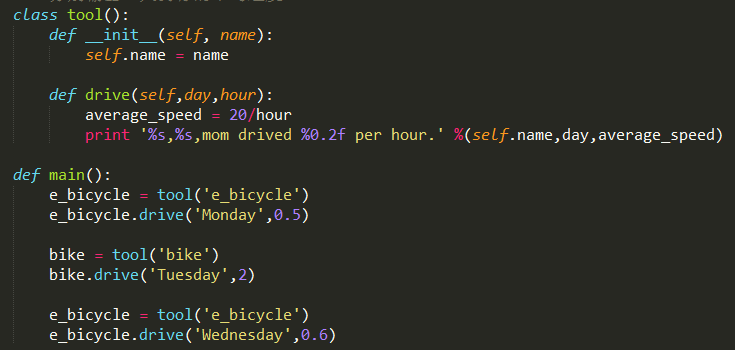 class tool():
    def __init__(self, name):
        self.name = name
    def drive(self,day,hour):
        average_speed = 20/hour
        print '%s,%s,mom drived %0.2f per hour.' %(self.name,day,average_speed)
def main():
    e_bicycle = tool('e_bicycle')
    e_bicycle.drive('Monday',0.5)
    bike = tool('bike')
    bike.drive('Tuesday',2)
    e_bicycle = tool('e_bicycle')
    e_bicycle.drive('Wednesday',0.6)